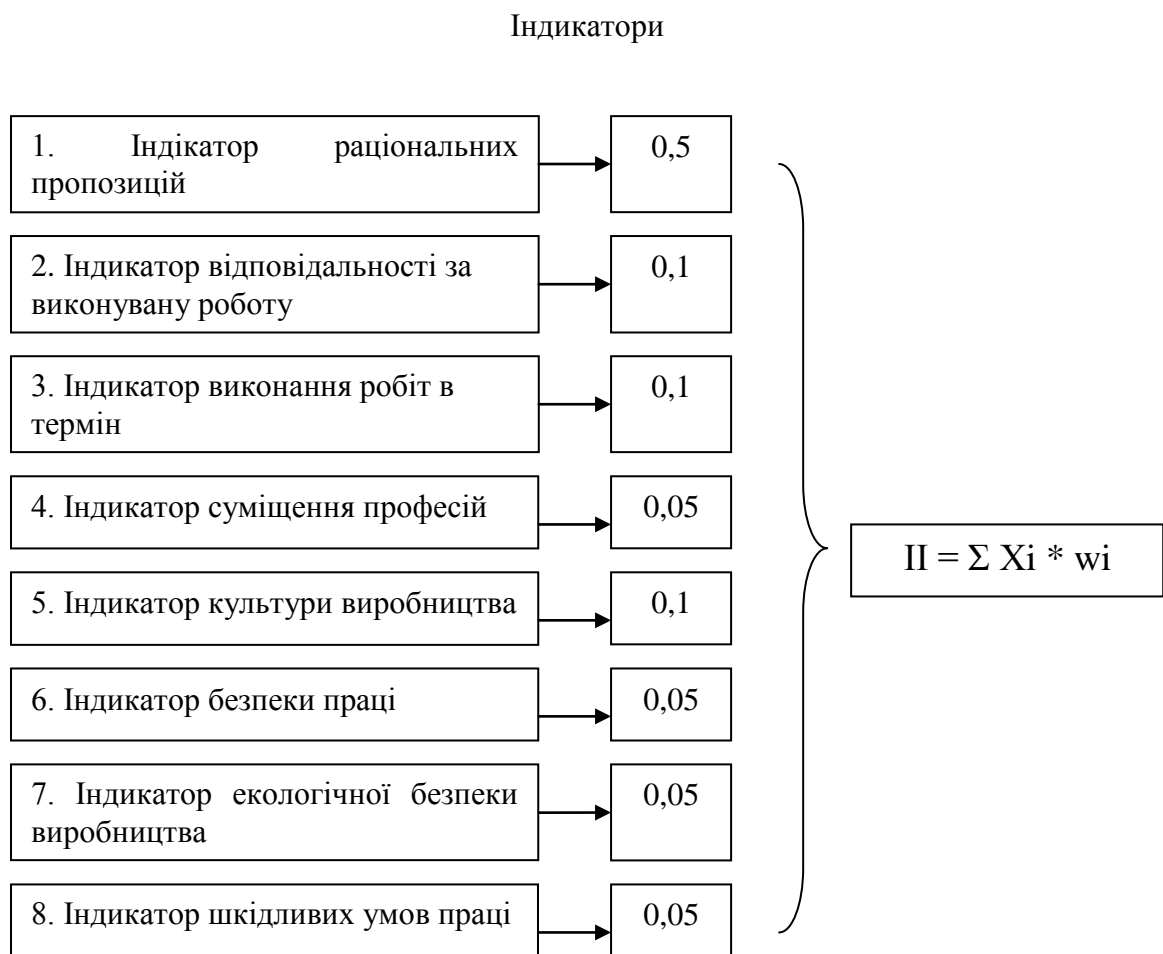 Індикатори
1. Індікатор раціональних
пропозицій
0,5
2. Індикатор відповідальності за
виконувану роботу
0,1
3. Індикатор виконання робіт в
термін
0,1
4. Індикатор суміщення професій
0,05
5. Індикатор культури виробництва
0,1
6. Індикатор безпеки праці
0,05
7. Індикатор екологічної безпеки
виробництва
0,05
8. Індикатор шкідливих умов праці
0,05
ІІ = Σ Xi * wi